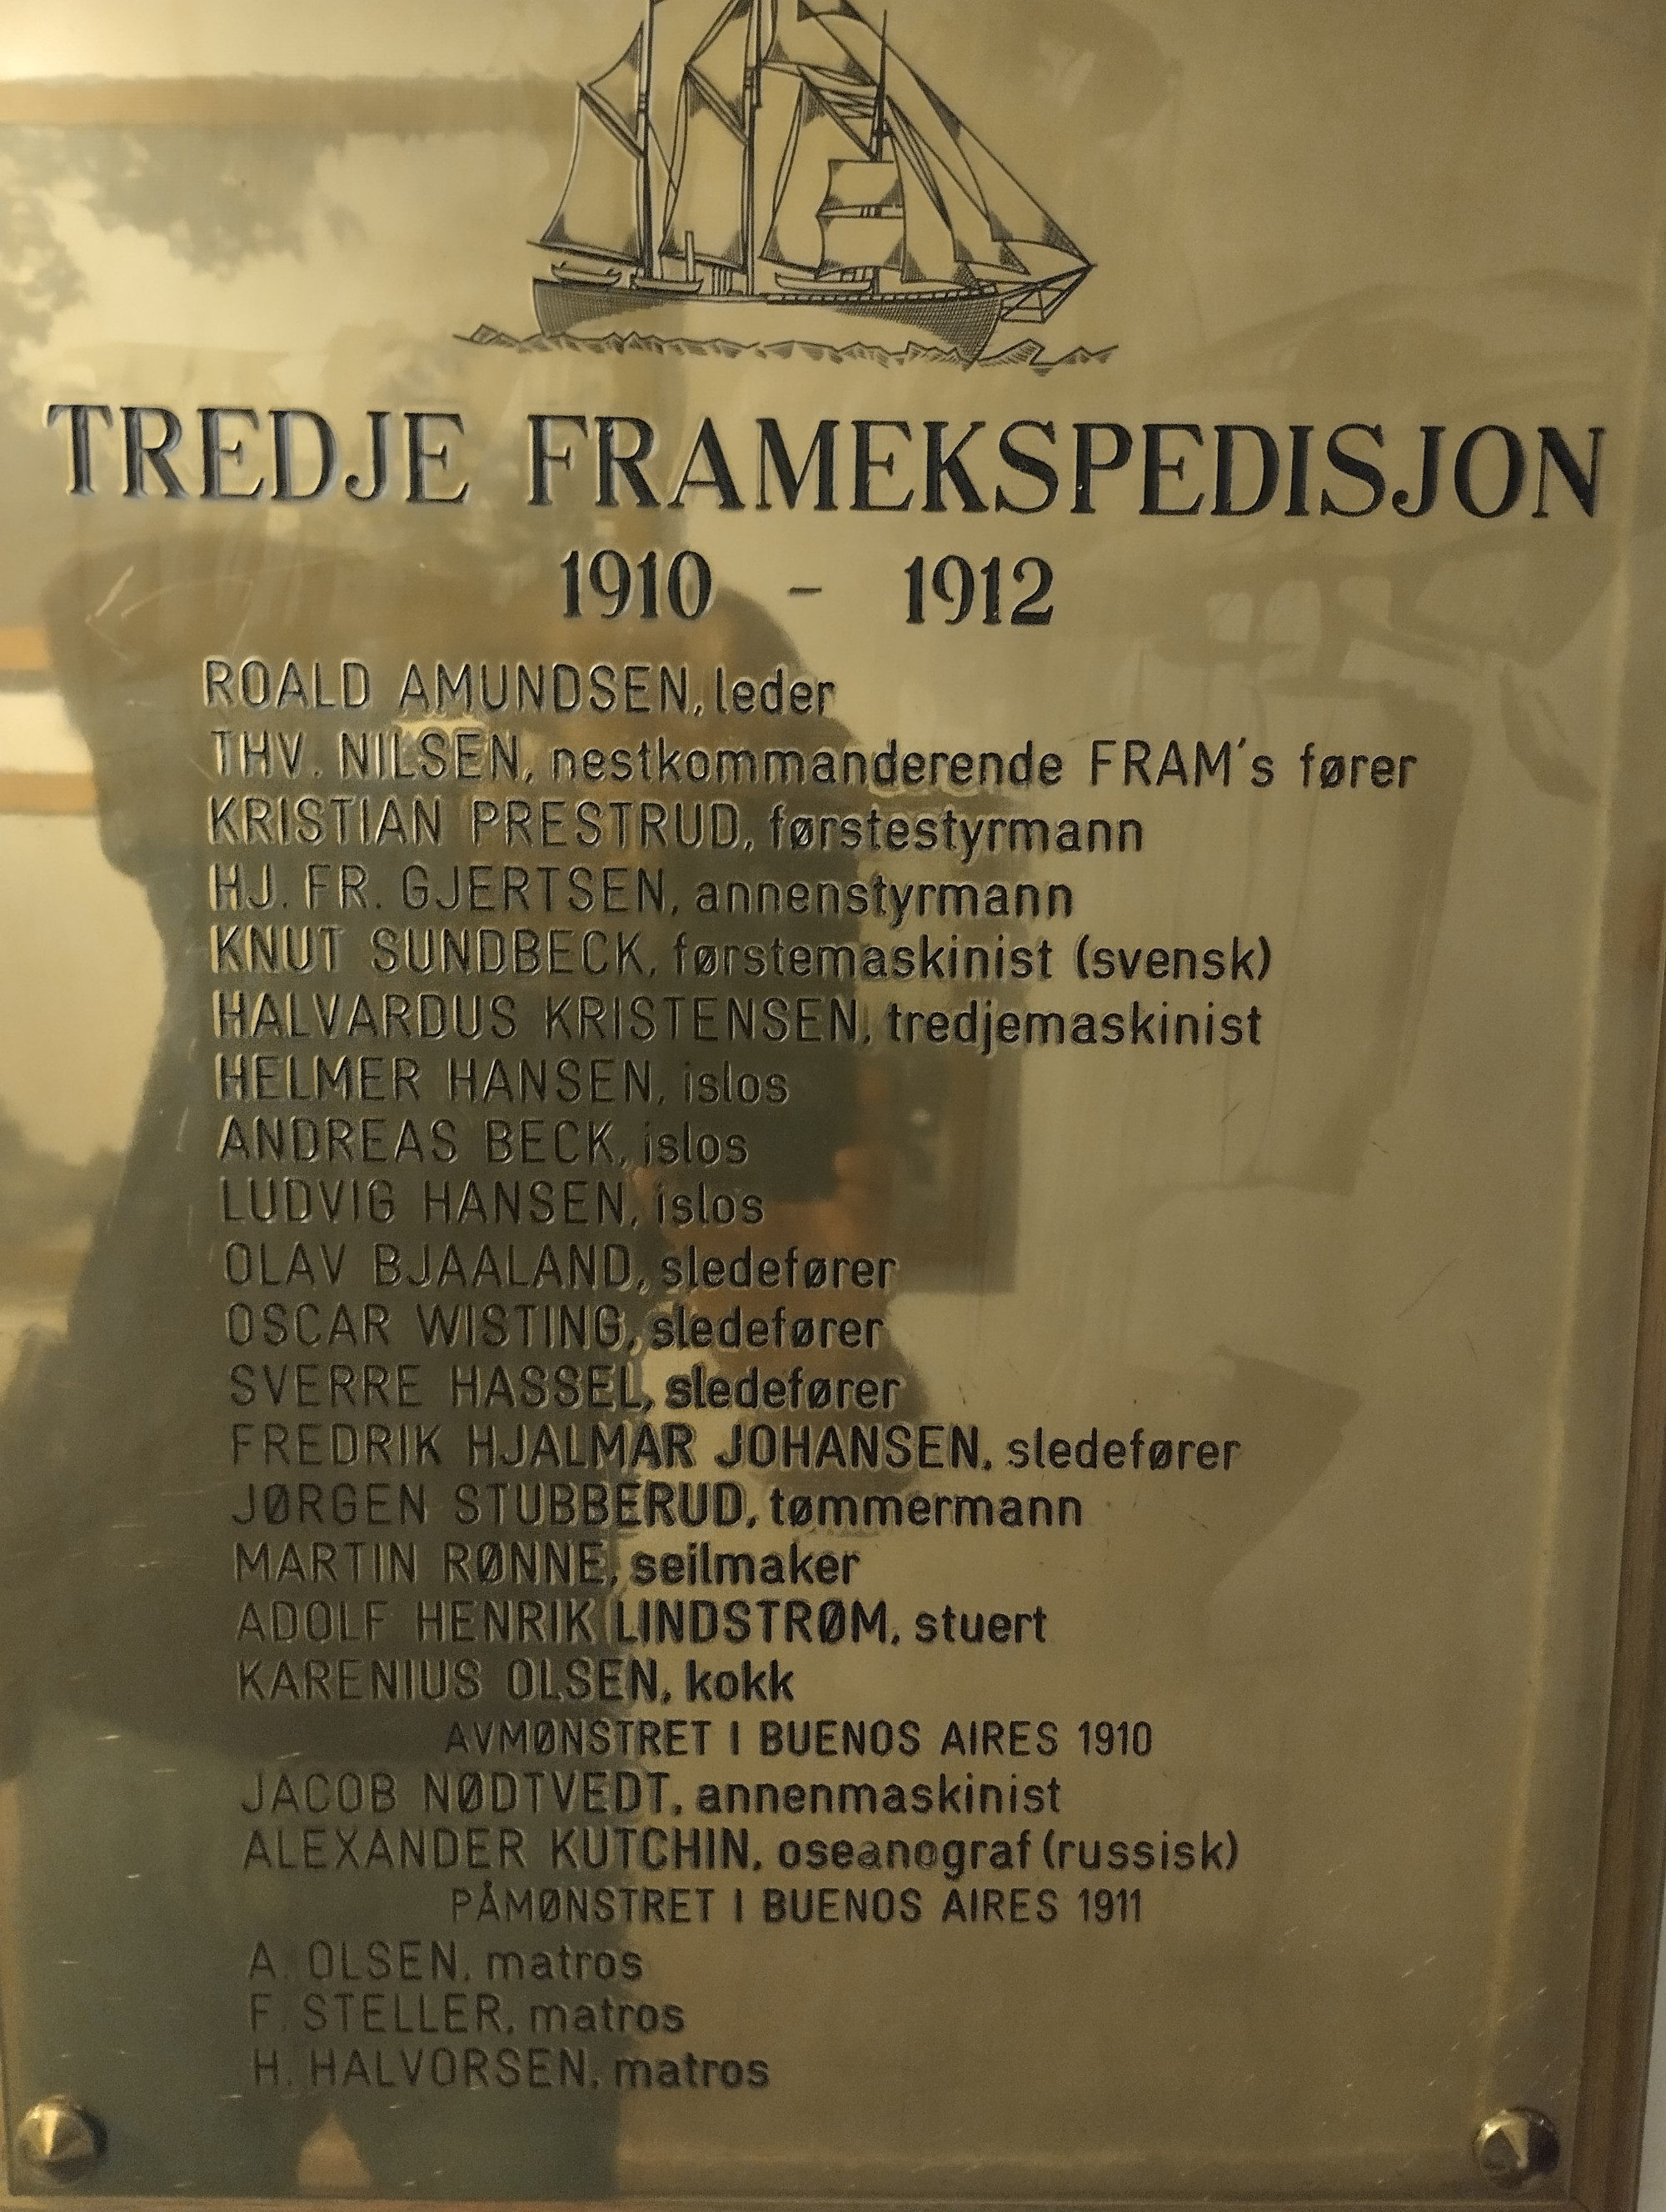 TREDJE FRAMEKSPEDISJON
1910 - 1912
ROALD AMUNDSEN, leder
THV. NILSEN, nestkommanderende FRAM's fører
KRISTIAN PRESTRUD, førstestyrmann
HJ. FR. GJERTSEN, annenstyrmann
KNUT SUNDBECK, førstemaskinist (svensk)
HALVARDUS KRISTENSEN, tredjemaskinist
HELMER HANSEN, islos
ANDREAS BECK, islos
LUDVIG HANSEN, islos
OLAV BJAALAND, sledefører
OSCAR WISTING, sledefører
SVERRE HASSEL, sledefører
FREDRIK HJALMAR JOHANSEN, sledefører
JØRGEN STUBBERUD, tømmermann
MARTIN RØNNE, seilmaker
ADOLF HENRIK LINDSTRØM, stuert
KARENIUS OLSEN, kokk
AVMØNSTRET I BUENOS AIRES 1910
JACOB NØDTVEDT, annenmaskinist
ALEXANDER KUTCHIN, oseanograf (russisk)
PÅMØNSTRET I BUENOS AIRES 1911
A. OLSEN, matros
F. STELLER, matros
H. HALVORSEN, matros